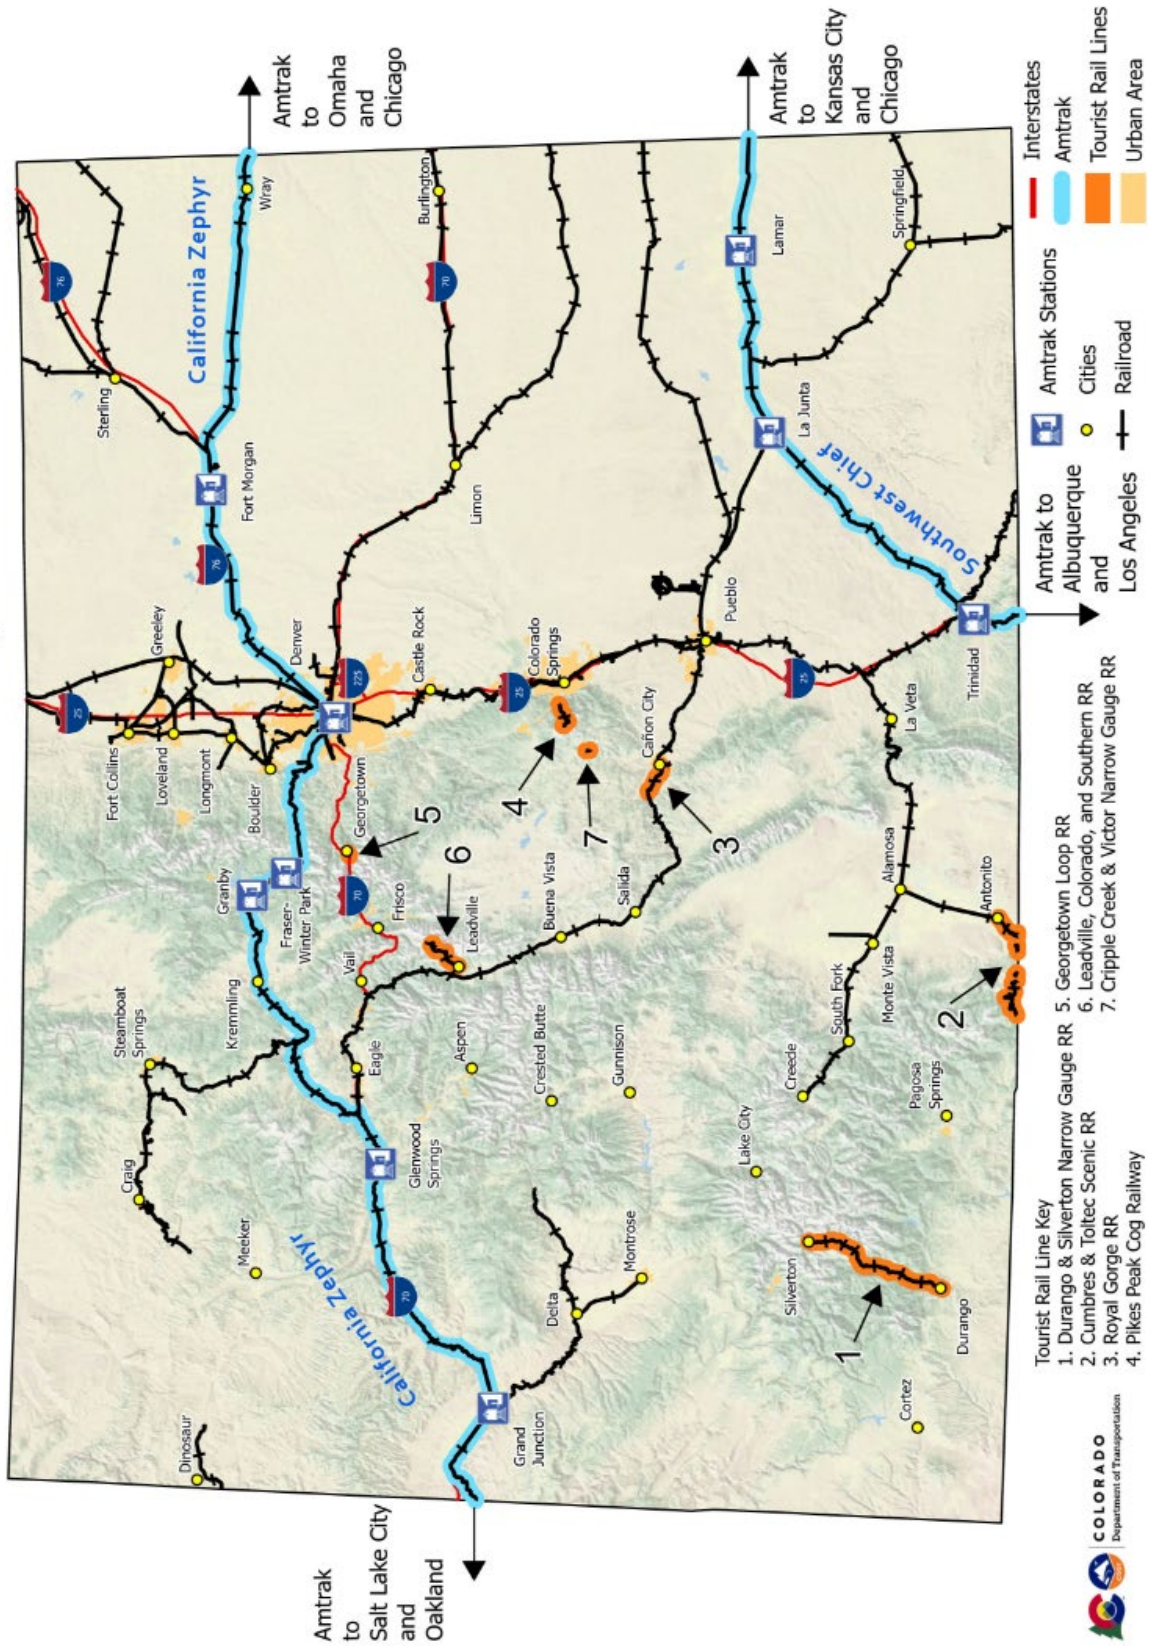 Amtrak
to
Salt Lake City
and
Oakland
Amtrak
to
Omaha
and
Chicago
Amtrak
to
Kansas City
and
Chicago
Amtrak to
Albuquerque
and
Los Angeles
California Zephyr
California Zephyr
Southwest Chief
Dinosaur
Craig
Steamboat
Springs
Meeker
Kremmling
Granby
Fraser-
Winter Park
Fort Collins
Loveland
Longmont
Boulder
Greeley
Denver
Fort Morgan
Sterling
Wray
Burlington
Limon
Castle Rock
Colorado
Springs
Georgetown
Frisco
Vail
Eagle
Leadville
Aspen
Glenwood
Springs
Grand
Junction
Delta
Montrose
Crested Butte
Gunnison
Buena Vista
Salida
Cañon City
Pueblo
La Junta
Lamar
Springfield
Trinidad
La Veta
Alamosa
Antonito
Monte Vista
South Fork
Creede
Lake City
Pagosa
Springs
Silverton
Durango
Cortez
76
76
70
70
70
25
25
25
225
1
2
3
4
5
6
7
Tourist Rail Line Key
1. Durango & Silverton Narrow Gauge RR
2. Cumbres & Toltec Scenic RR
3. Royal Gorge RR
4. Pikes Peak Cog Railway
5. Georgetown Loop RR
6. Leadville, Colorado, and Southern RR
7. Cripple Creek & Victor Narrow Gauge RR
Amtrak Stations
Cities
Railroad
Interstates
Amtrak
Tourist Rail Lines
Urban Area
COLORADO
Department of Transportation